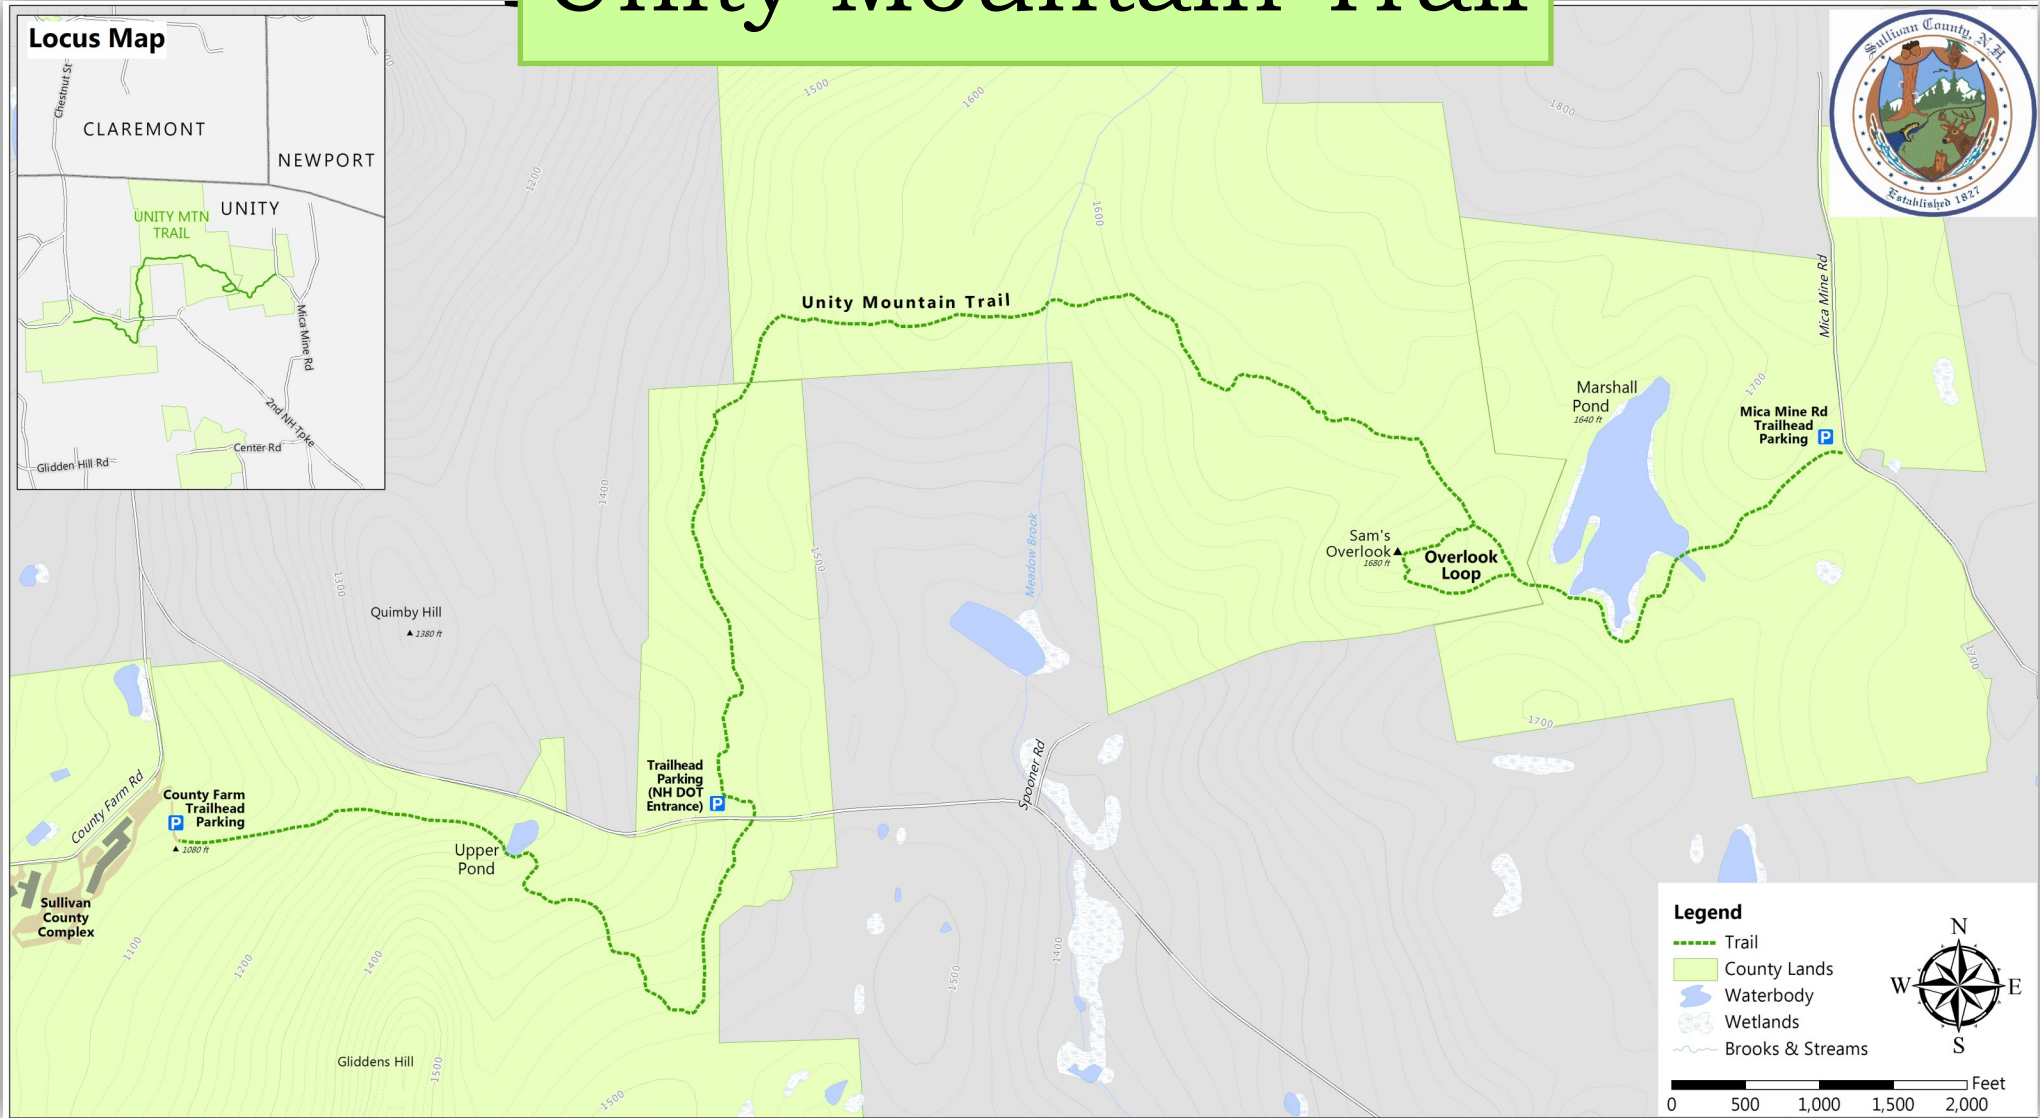 Unity Mountain Trail
Locus Map
Chestnut St
CLAREMONT
NEWPORT
UNITY
UNITY MTN
TRAIL
Mica Mine Rd
2nd NH Tpke
Center Rd
Glidden Hill Rd
Sullivan County, N.H.
Established 1827
1500
1600
1800
1200
1600
Unity Mountain Trail
Mica Mine Rd
Marshall
Pond
1640 ft
1700
Mica Mine Rd
Trailhead
Parking
P
1400
1500
Meadow Brook
Sam's
Overlook
1680 ft
Overlook
Loop
1300
Quimby Hill
1380 ft
1700
1700
Trailhead
Parking
(NH DOT
Entrance)
P
Spooner Rd
County Farm Rd
County Farm
Trailhead
Parking
P
1080 ft
Upper
Pond
Sullivan
County
Complex
1100
1200
1400
1500
1400
Gliddens Hill
1500
1500
Legend
Trail
County Lands
Waterbody
Wetlands
Brooks & Streams
N
W
E
S
Feet
0 500 1,000 1,500 2,000